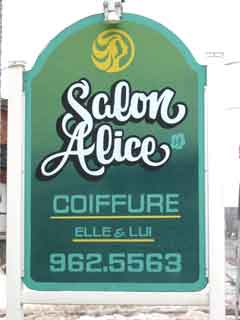 Salon
Alice
COIFFURE
ELLE & LUI
962.5563